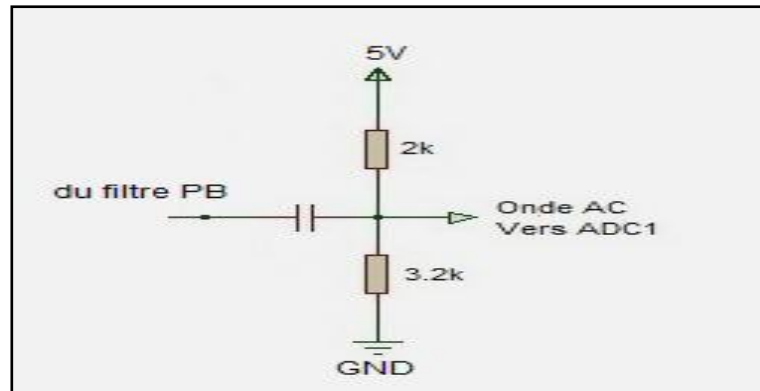 5V
2k
du filtre PB
Onde AC
Vers ADC1
3.2k
GND